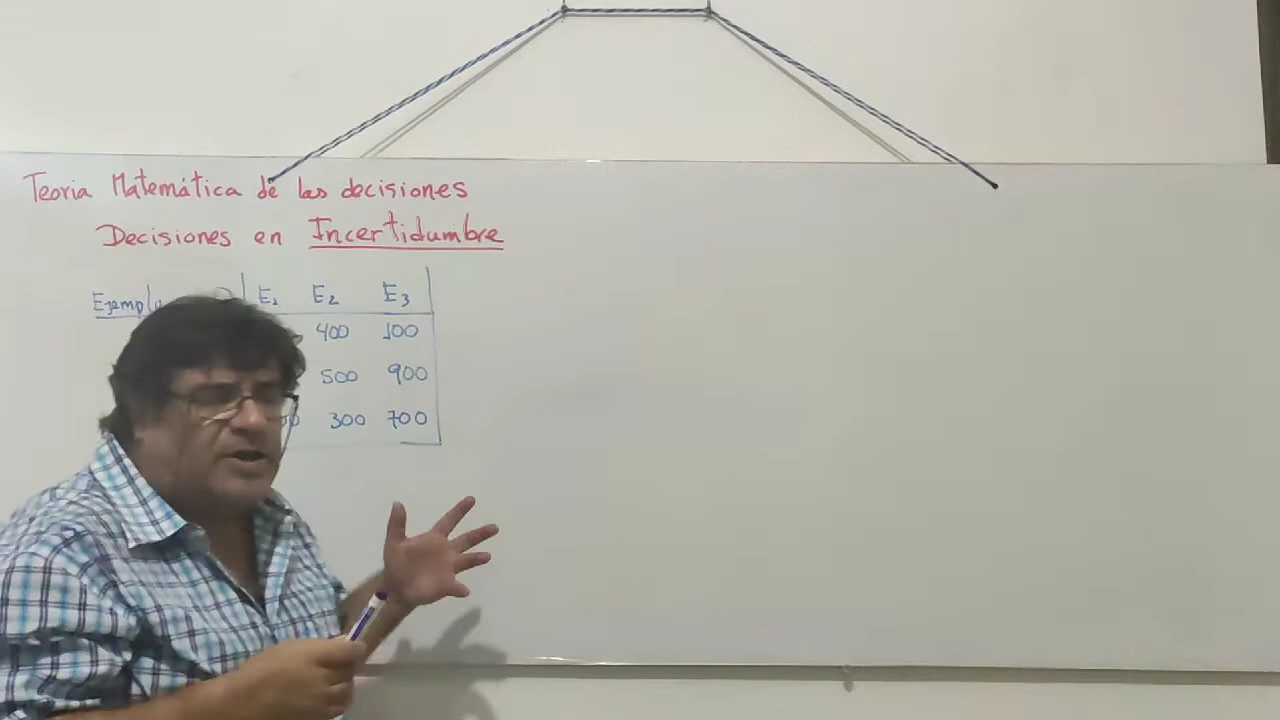 Teoria Matemática de las decisiones
Decisiones en Incertidumbre
E₁ E₂ E₃
400 100
500 900
300 700